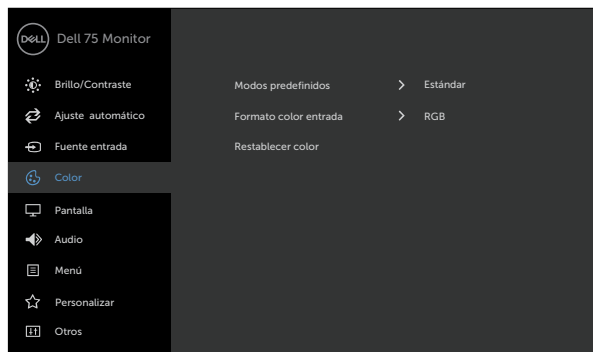 DELL Dell 75 Monitor
Brillo/Contraste
Modos predefinidos > Estándar
Ajuste automático
Formato color entrada > RGB
Fuente entrada
Restablecer color
Color
Pantalla
Audio
Menú
Personalizar
Otros